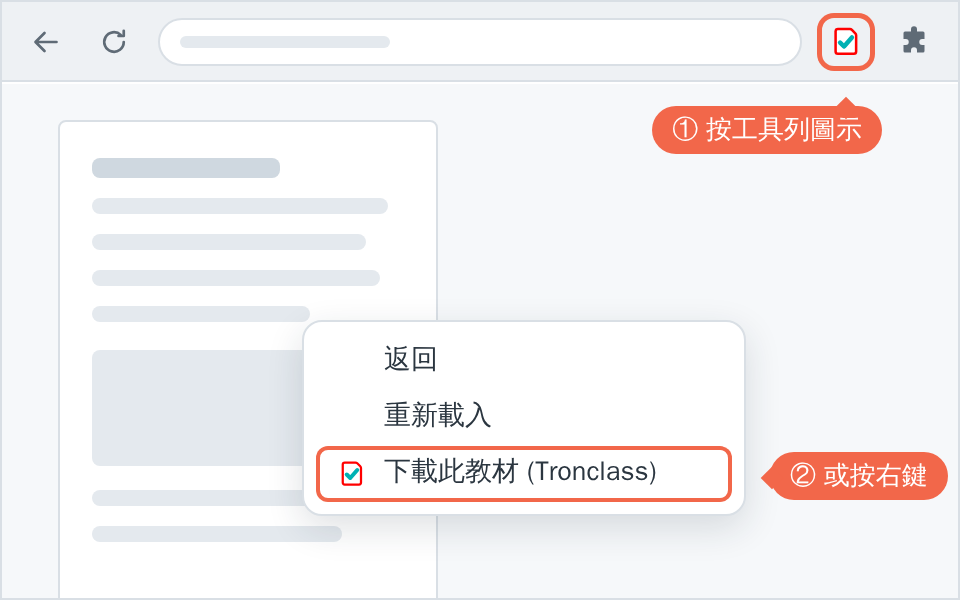 ① 按工具列圖示
返回
重新載入
下載此教材 (Tronclass)
② 或按右鍵